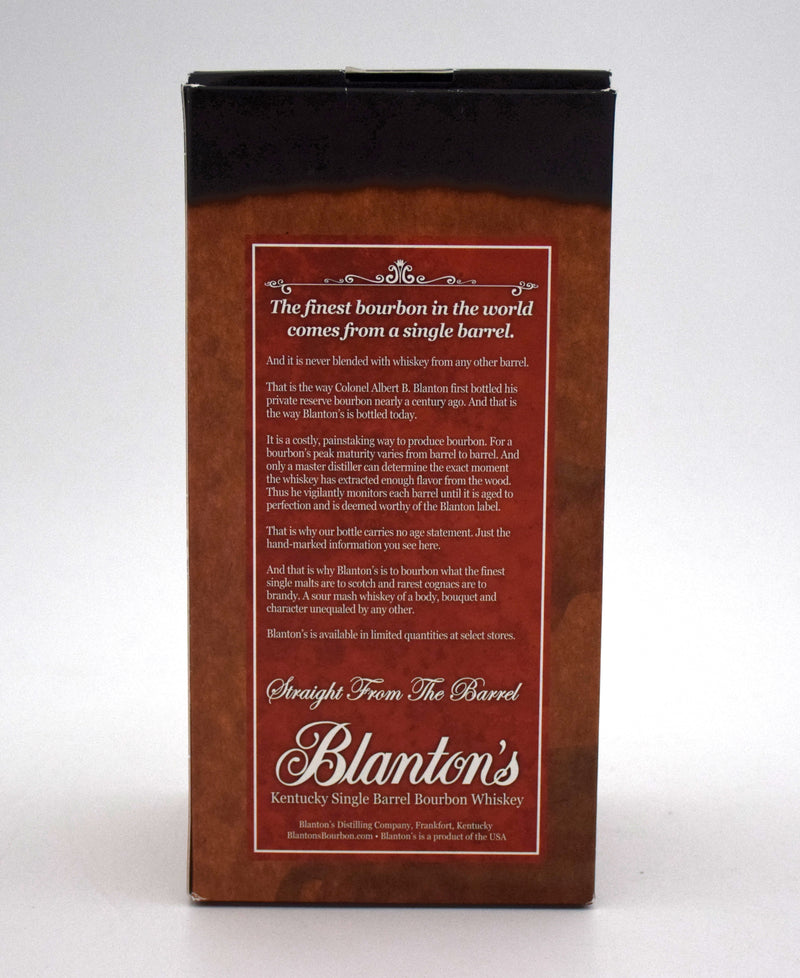 The finest bourbon in the world
comes from a single barrel.
And it is never blended with whiskey from any other barrel.
That is the way Colonel Albert B. Blanton first bottled his
private reserve bourbon nearly a century ago. And that is
the way Blanton's is bottled today.
It is a costly, painstaking way to produce bourbon. For a
bourbon's peak maturity varies from barrel to barrel. And
only a master distiller can determine the exact moment
the whiskey has extracted enough flavor from the wood.
Thus he vigilantly monitors each barrel until it is aged to
perfection and is deemed worthy of the Blanton label.
That is why our bottle carries no age statement. Just the
hand-marked information you see here.
And that is why Blanton's is to bourbon what the finest
single malts are to scotch and rarest cognacs are to
brandy. A sour mash whiskey of a body, bouquet and
character unequaled by any other.
Blanton's is available in limited quantities at select stores.
Straight From The Barrel
Blanton's
Kentucky Single Barrel Bourbon Whiskey
Blanton's Distilling Company, Frankfort, Kentucky
BlantonsBourbon.com • Blanton's is a product of the USA